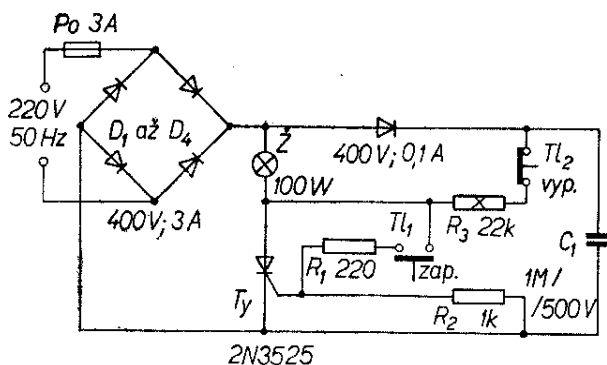 Po 3A
220V
50 Hz
D1 až D4
400V; 3A
Ž
100W
400V; 0,1A
Tl2
vyp.
R3 22k
C1
1M/
/500V
Tl1
zap.
R1 220
R2 1k
Ty
2N3525